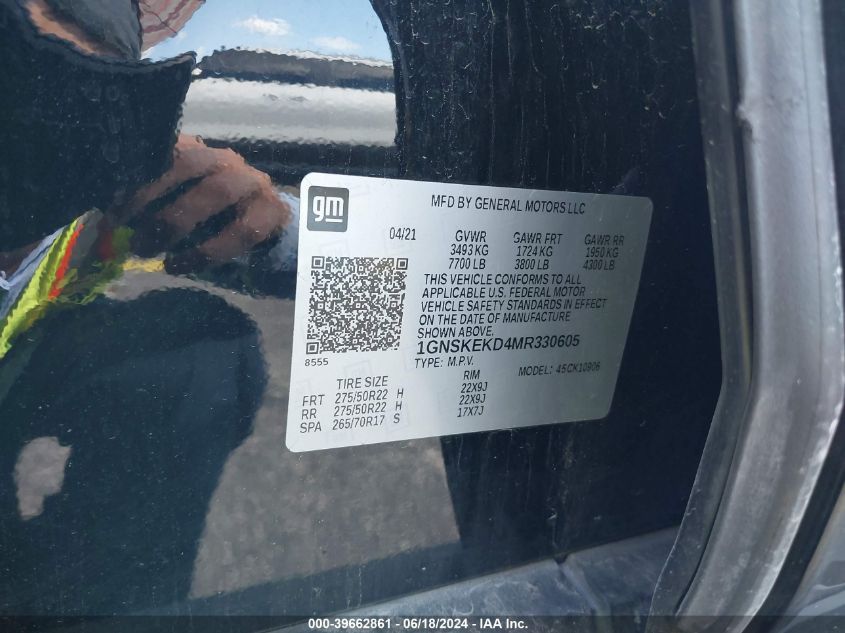 gm
MFD BY GENERAL MOTORS LLC
04/21 GVWR GAWR FRT GAWR RR
3493 KG 1724 KG 1950 KG
7700 LB 3800 LB 4300 LB
THIS VEHICLE CONFORMS TO ALL
APPLICABLE U.S. FEDERAL MOTOR
VEHICLE SAFETY STANDARDS IN EFFECT
ON THE DATE OF MANUFACTURE
SHOWN ABOVE.
1GNSKEKD4MR330605
8555 TYPE: M.P.V. MODEL: 45CK10906
TIRE SIZE RIM
FRT 275/50R22 H 22X9J
RR 275/50R22 H 22X9J
SPA 265/70R17 S 17X7J
000-39662861 - 06/18/2024 - IAA Inc.